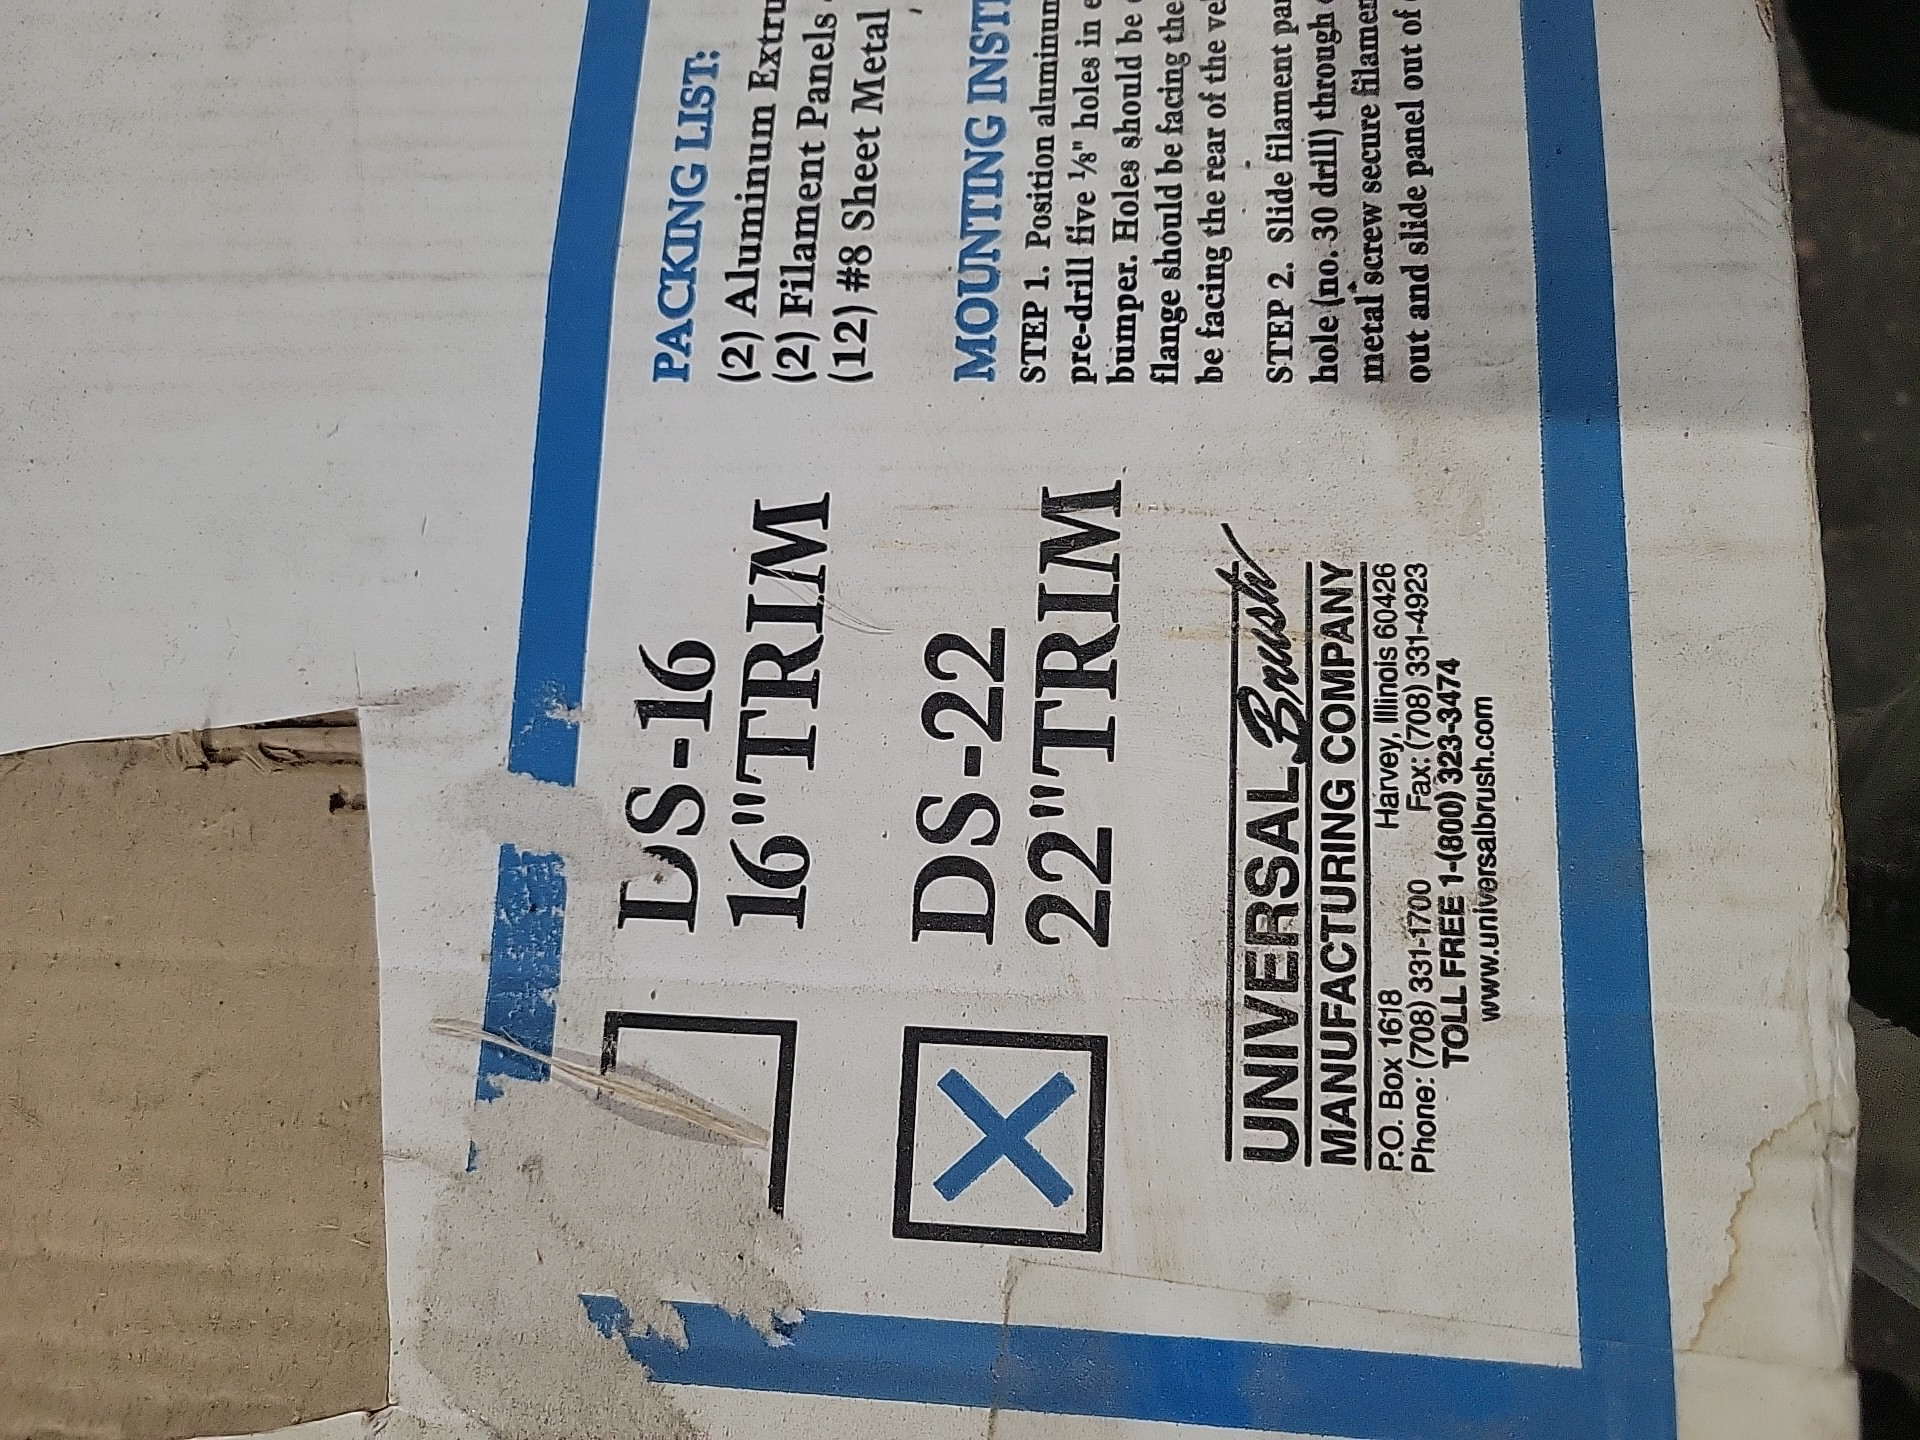 DS-16
16" TRIM
DS-22
22" TRIM
UNIVERSAL Brush
MANUFACTURING COMPANY
P.O. Box 1618 Harvey, Illinois 60426
Phone: (708) 331-1700 Fax: (708) 331-4923
TOLL FREE 1-(800) 323-3474
www.universalbrush.com
PACKING LIST:
(2) Aluminum
(2) Filament Panels
(12) #8 Sheet Metal
MOUNTING
STEP 1. Position aluminum
pre-drill five 1/8" holes in
bumper. Holes should be
flange should be facing the
be facing the rear of the
STEP 2. Slide filament
hole (no. 30 drill) through
metal screw secure
out and slide panel out of